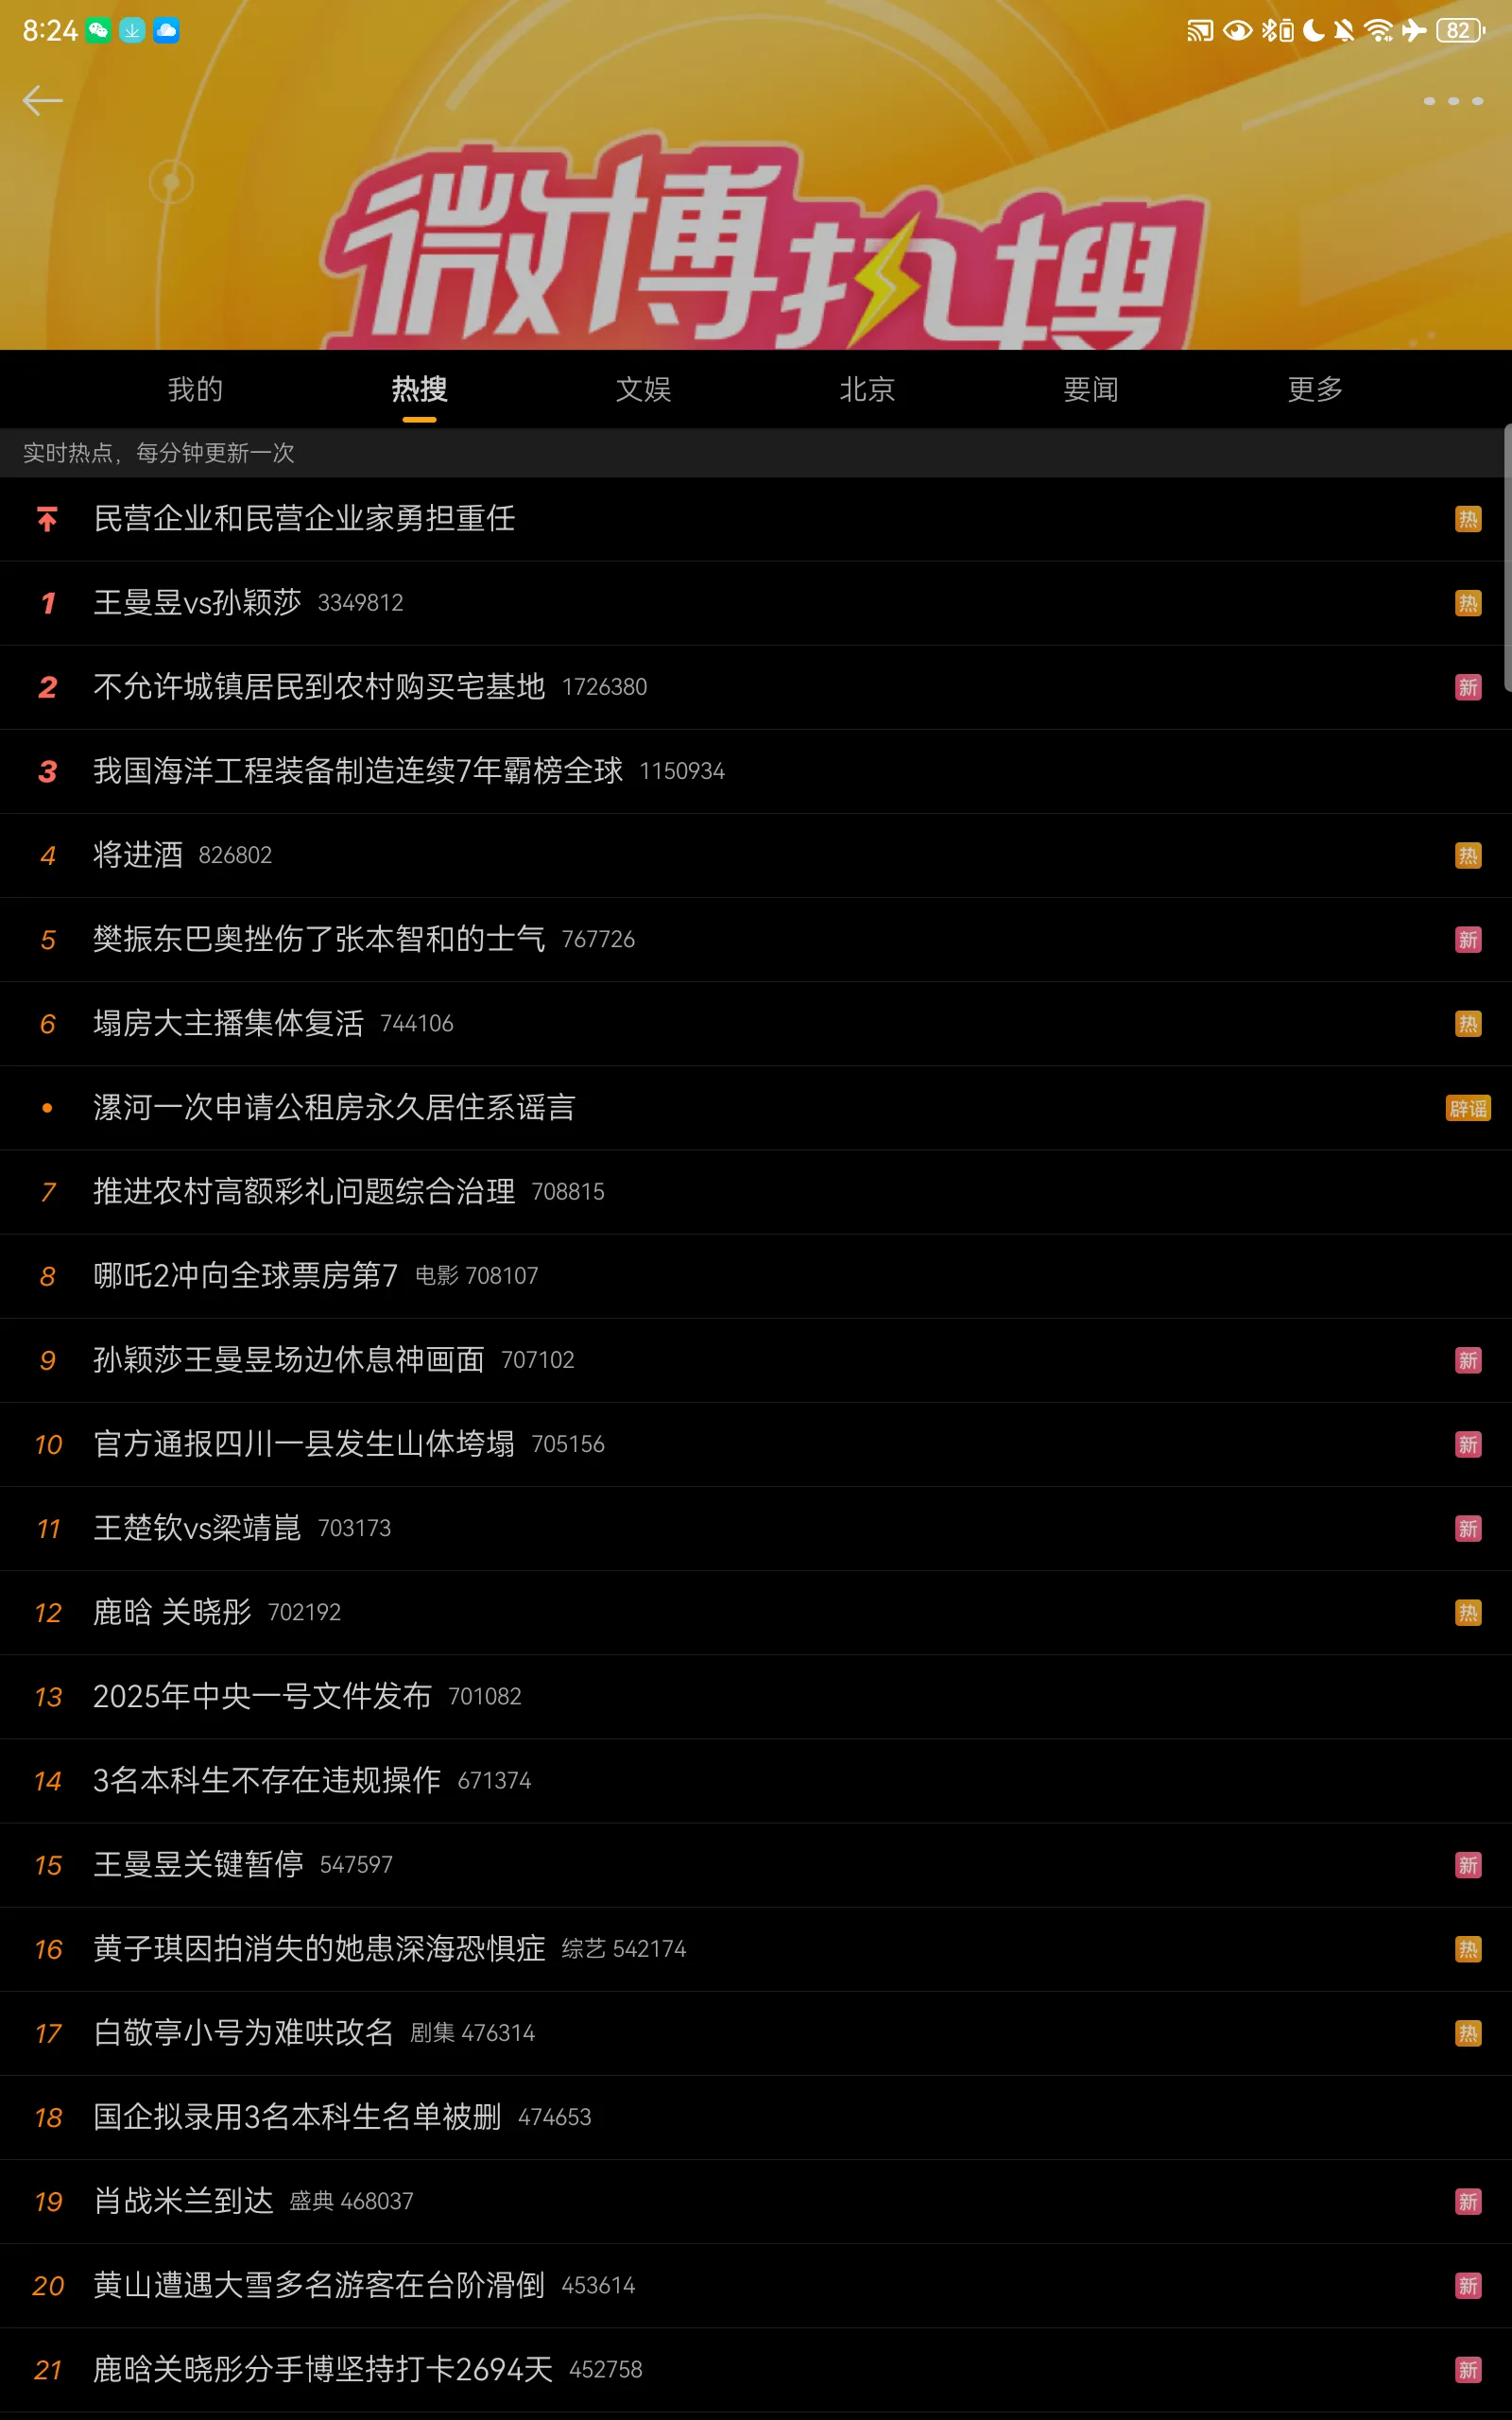 8:24
82
微博热搜
我的 热搜 文娱 北京 要闻 更多
实时热点，每分钟更新一次
民营企业和民营企业家勇担重任 热
1 王曼昱vs孙颖莎 3349812 热
2 不允许城镇居民到农村购买宅基地 1726380 新
3 我国海洋工程装备制造连续7年霸榜全球 1150934
4 将进酒 826802 热
5 樊振东巴奥挫伤了张本智和的士气 767726 新
6 塌房大主播集体复活 744106 热
• 漯河一次申请公租房永久居住系谣言 辟谣
7 推进农村高额彩礼问题综合治理 708815
8 哪吒2冲向全球票房第7 电影 708107
9 孙颖莎王曼昱场边休息神画面 707102 新
10 官方通报四川一县发生山体垮塌 705156 新
11 王楚钦vs梁靖崑 703173 新
12 鹿晗 关晓彤 702192 热
13 2025年中央一号文件发布 701082
14 3名本科生不存在违规操作 671374
15 王曼昱关键暂停 547597 新
16 黄子琪因拍消失的她患深海恐惧症 综艺 542174 热
17 白敬亭小号为难哄改名 剧集 476314 热
18 国企拟录用3名本科生名单被删 474653
19 肖战米兰到达 盛典 468037 新
20 黄山遭遇大雪多名游客在台阶滑倒 453614 新
21 鹿晗关晓彤分手博坚持打卡2694天 452758 新